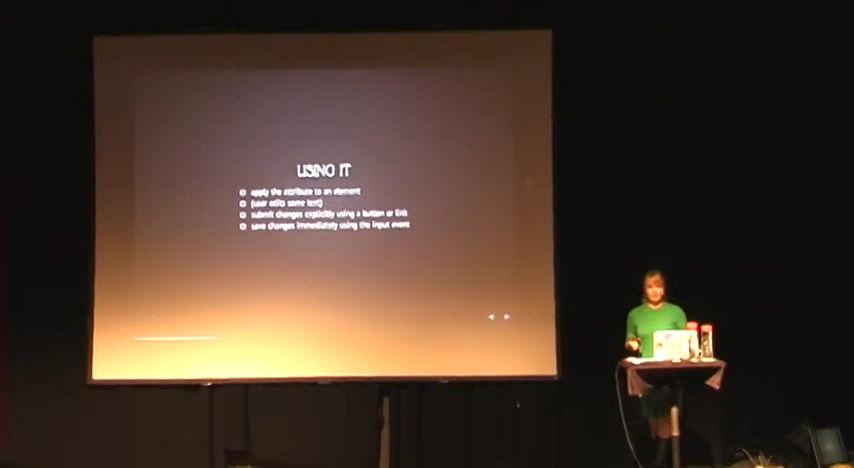 USING IT
apply the attribute to an element
(user edits some text)
submit changes explicitly using a button or link
save changes immediately using the input event